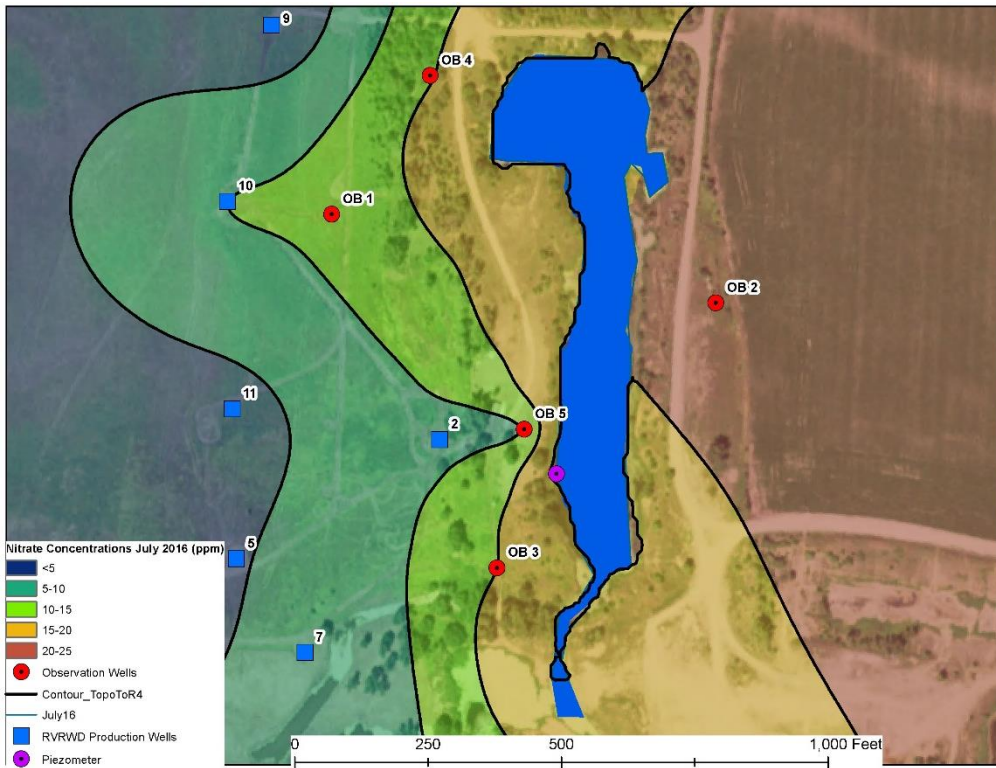 9
OB 4
10
OB 1
OB 2
11
2
OB 5
5
OB 3
7
Nitrate Concentrations July 2016 (ppm)
<5
5-10
10-15
15-20
20-25
Observation Wells
Contour_TopoToR4
July16
RVRWD Production Wells
Piezometer
0 250 500 1,000 Feet